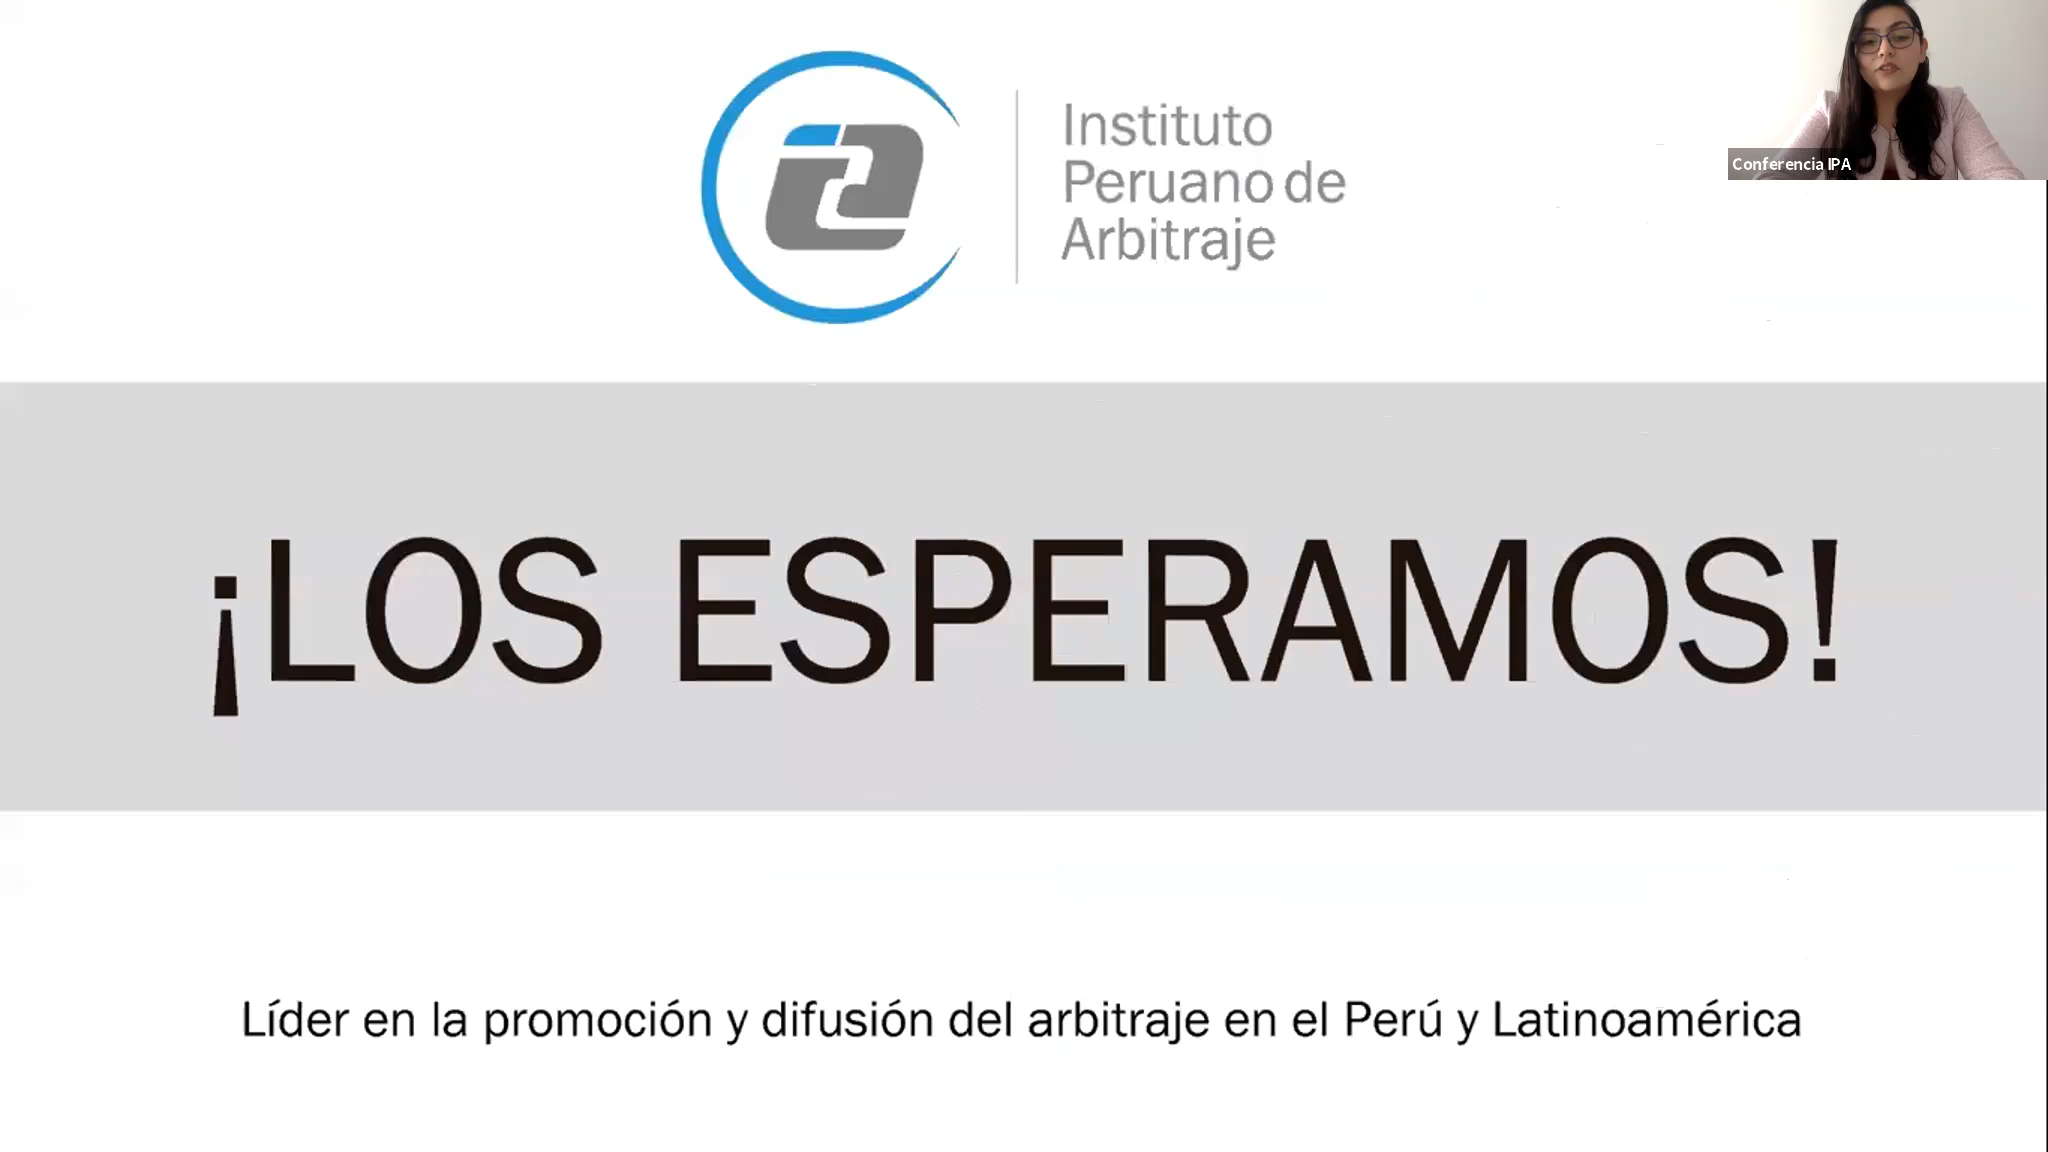 Instituto
Peruano de
Arbitraje
Conferencia IPA
¡LOS ESPERAMOS!
Líder en la promoción y difusión del arbitraje en el Perú y Latinoamérica